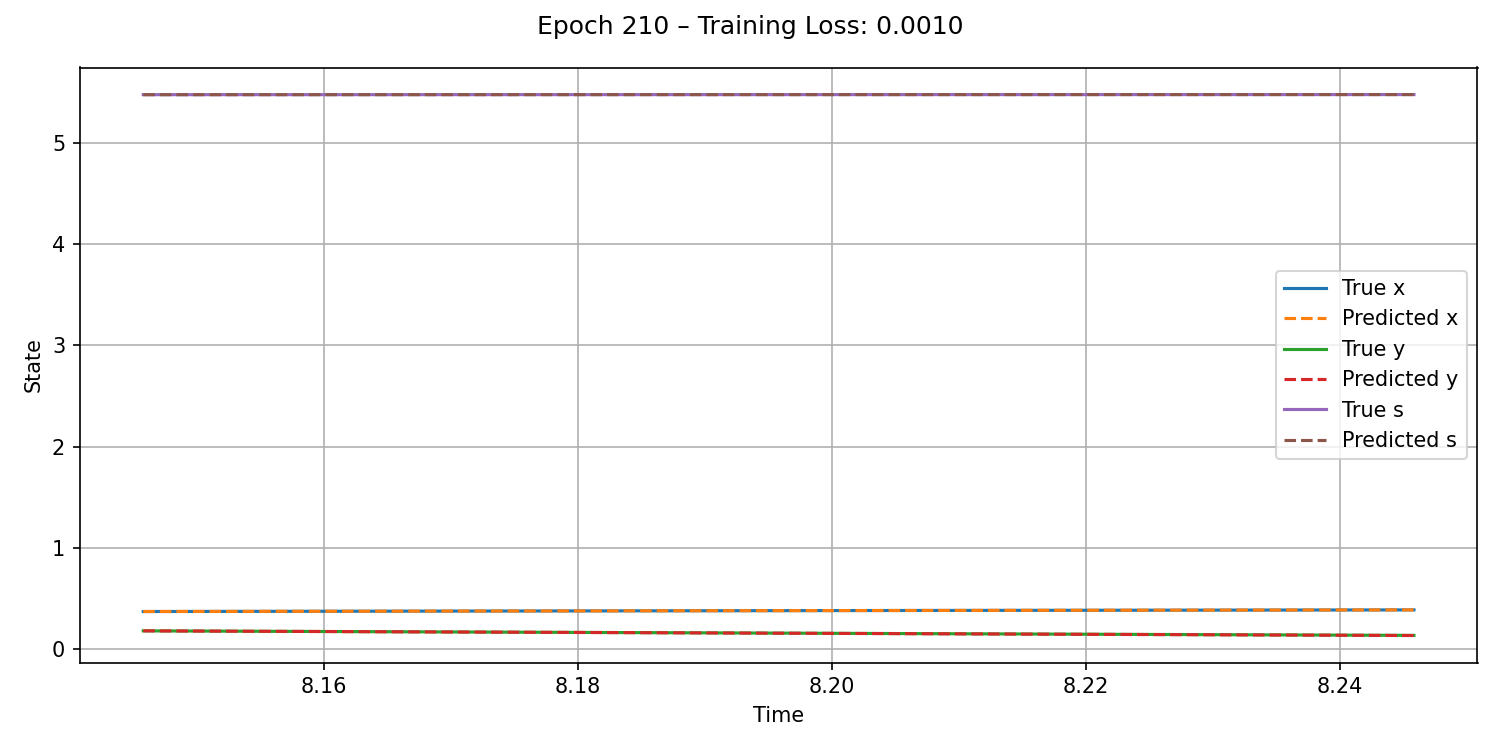 Epoch 210 – Training Loss: 0.0010
State
5
4
3
2
1
0
True x
Predicted x
True y
Predicted y
True s
Predicted s
8.16 8.18 8.20 8.22 8.24
Time